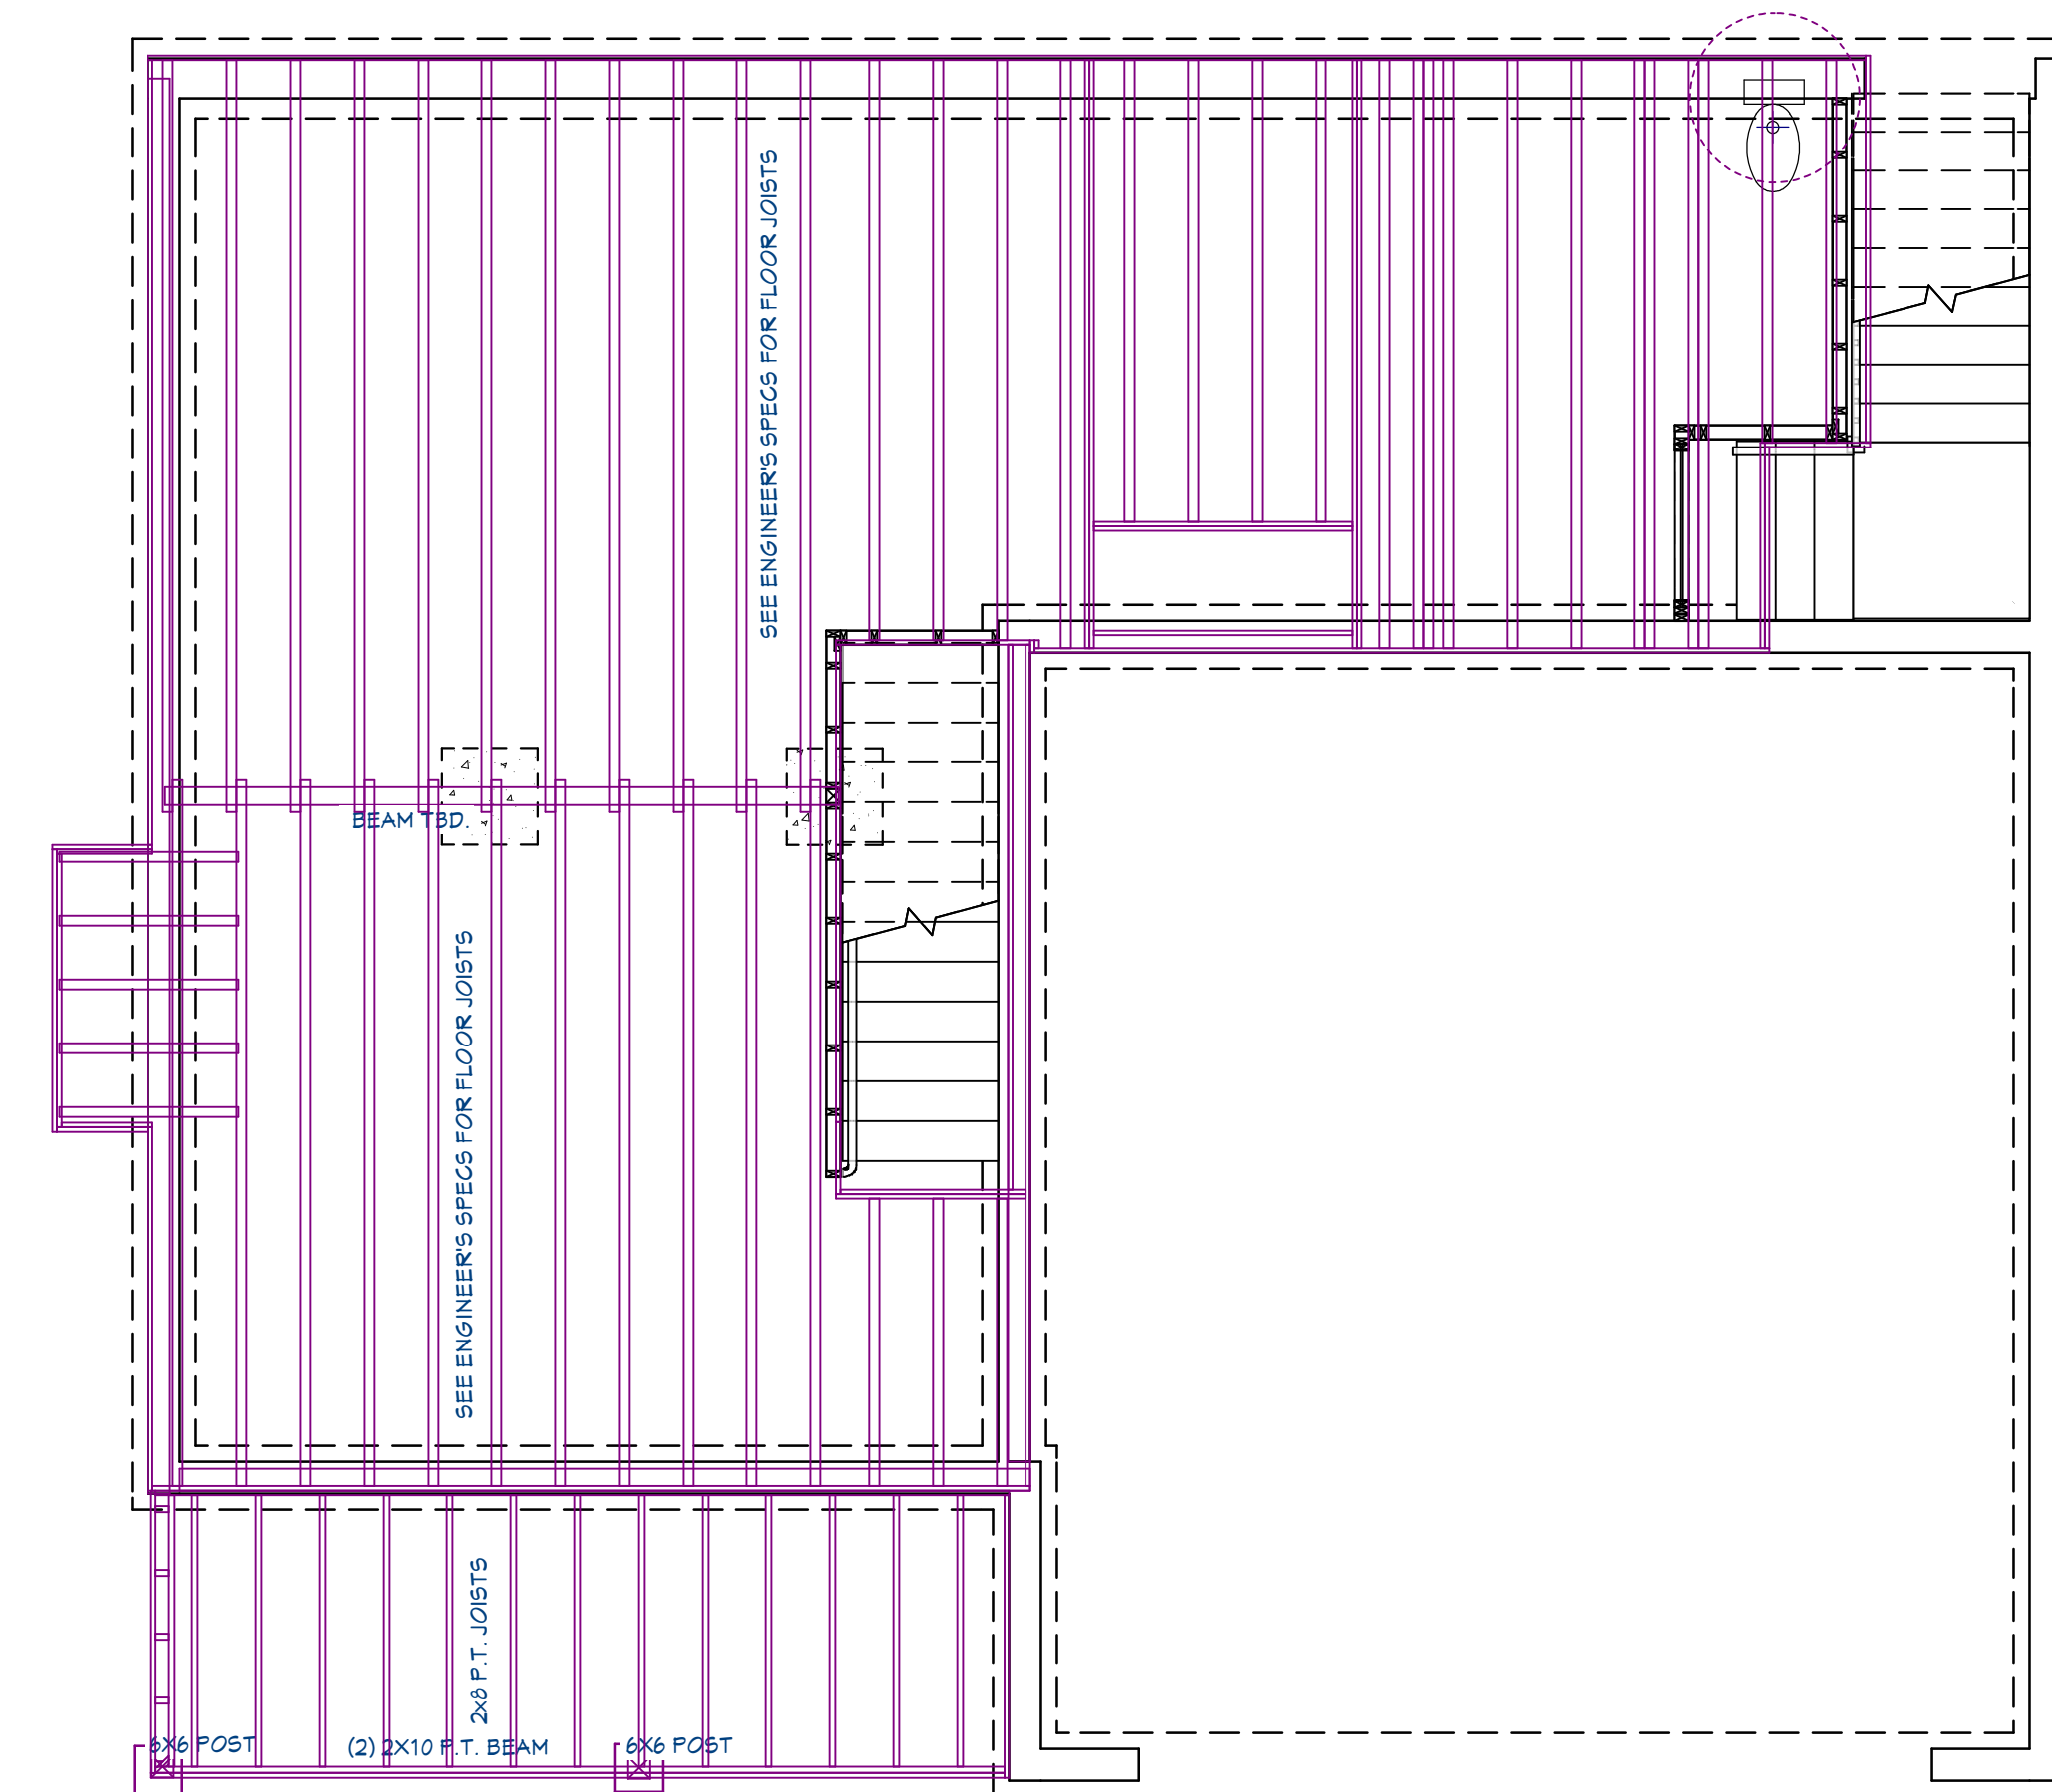 SEE ENGINEER'S SPECS FOR FLOOR JOISTS
BEAM TBD.
SEE ENGINEER'S SPECS FOR FLOOR JOISTS
2x8 P.T. JOISTS
6X6 POST
(2) 2X10 P.T. BEAM
6X6 POST